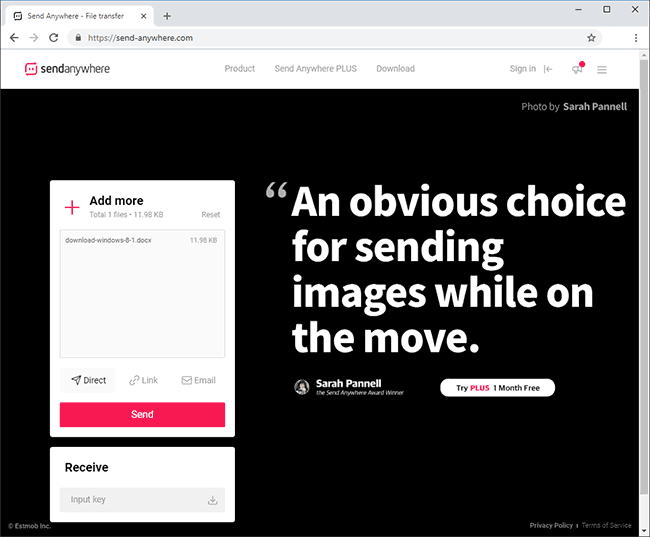 Send Anywhere - File transfer
https://send-anywhere.com
sendanywhere
Product Send Anywhere PLUS Download Sign in
Photo by Sarah Pannell
Add more
Total 1 files • 11.98 KB Reset
download-windows-8-1.docx 11.98 KB
Direct Link Email
Send
“ An obvious choice
for sending
images while on
the move.
Sarah Pannell
the Send Anywhere Award Winner
Try PLUS 1 Month Free
Receive
Input key
© Estmob Inc. Privacy Policy Terms of Service